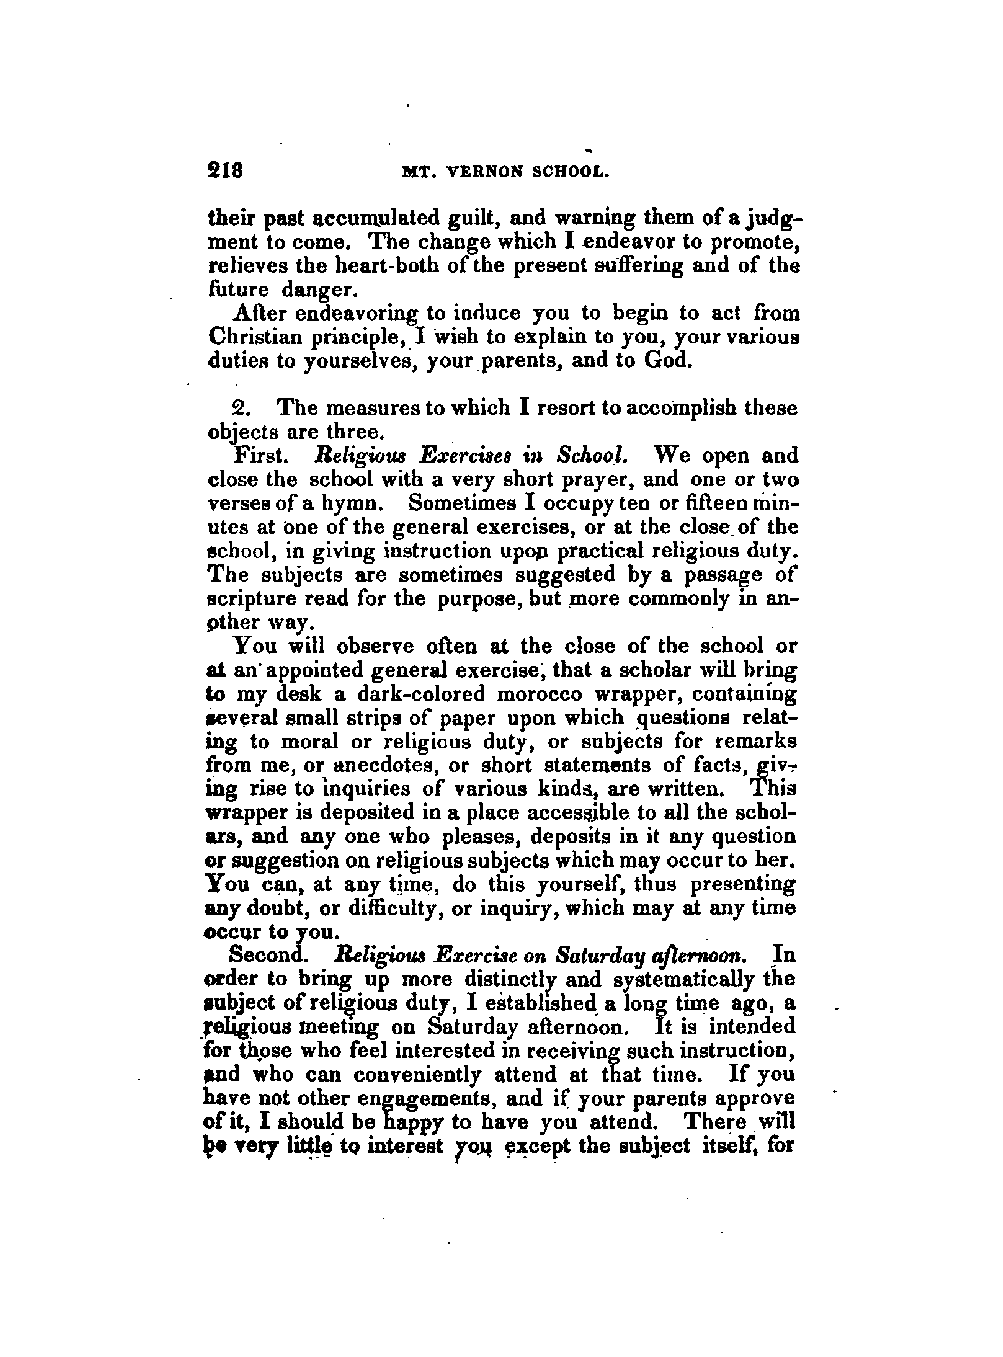 218 MT. VERNON SCHOOL.
their past accumulated guilt, and warning them of a judg-
ment to come. The change which I endeavor to promote,
relieves the heart-both of the present suffering and of the
future danger.
After endeavoring to induce you to begin to act from
Christian principle, I wish to explain to you, your various
duties to yourselves, your parents, and to God.
2. The measures to which I resort to accomplish these
objects are three.
First. Religious Exercises in School. We open and
close the school with a very short prayer, and one or two
verses of a hymn. Sometimes I occupy ten or fifteen min-
utes at one of the general exercises, or at the close of the
school, in giving instruction upon practical religious duty.
The subjects are sometimes suggested by a passage of
scripture read for the purpose, but more commonly in an-
other way.
You will observe often at the close of the school or
at an appointed general exercise, that a scholar will bring
to my desk a dark-colored morocco wrapper, containing
several small strips of paper upon which questions relat-
ing to moral or religious duty, or subjects for remarks
from me, or anecdotes, or short statements of facts, giv-
ing rise to inquiries of various kinds, are written. This
wrapper is deposited in a place accessible to all the schol-
ars, and any one who pleases, deposits in it any question
or suggestion on religious subjects which may occur to her.
You can, at any time, do this yourself, thus presenting
any doubt, or difficulty, or inquiry, which may at any time
occur to you.
Second. Religious Exercise on Saturday afternoon. In
order to bring up more distinctly and systematically the
subject of religious duty, I established a long time ago, a
religious meeting on Saturday afternoon. It is intended
for those who feel interested in receiving such instruction,
and who can conveniently attend at that time. If you
have not other engagements, and if your parents approve
of it, I should be happy to have you attend. There will
be very little to interest you except the subject itself, for